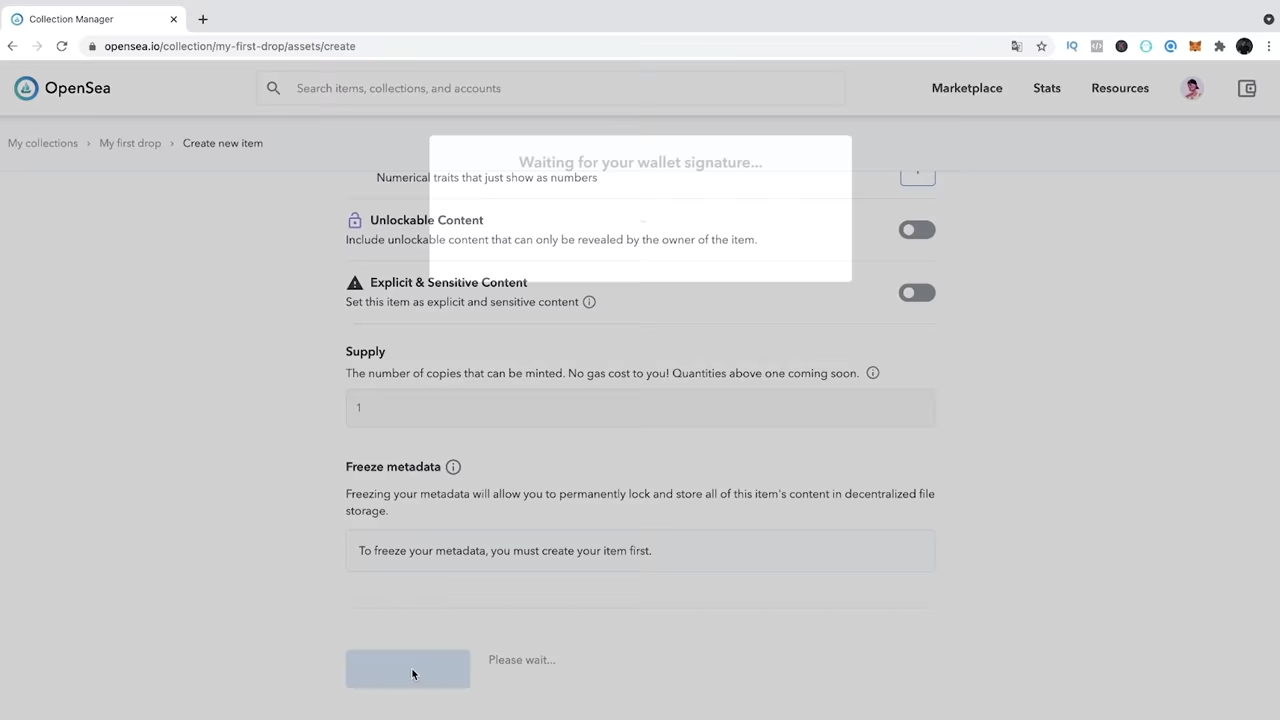 Collection Manager
opensea.io/collection/my-first-drop/assets/create
IQ
OpenSea
Search items, collections, and accounts
Marketplace
Stats
Resources
My collections › My first drop › Create new item
Waiting for your wallet signature...
Numerical traits that just show as numbers
Unlockable Content
Include unlockable content that can only be revealed by the owner of the item.
Explicit & Sensitive Content
Set this item as explicit and sensitive content
Supply
The number of copies that can be minted. No gas cost to you! Quantities above one coming soon.
1
Freeze metadata
Freezing your metadata will allow you to permanently lock and store all of this item's content in decentralized file
storage.
To freeze your metadata, you must create your item first.
Please wait...